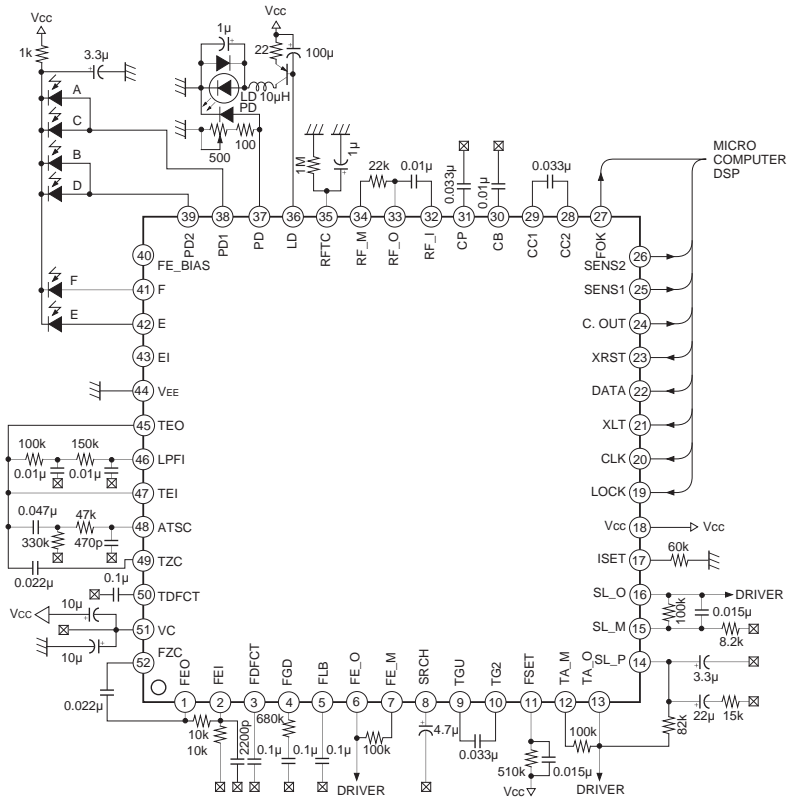 Vcc
1k
3.3µ
A
C
B
D
F
E
1µ
LD
PD
10µH
500
100
Vcc
22
100µ
1M
1µ
22k
0.01µ
0.033µ
0.01µ
0.033µ
MICRO
COMPUTER
DSP
39 PD2
38 PD1
37 PD
36 LD
35 RFTC
34 RF_M
33 RF_O
32 RF_I
31 CP
30 CB
29 CC1
28 CC2
27 FOK
40 FE_BIAS
41 F
42 E
43 EI
44 VEE
45 TEO
46 LPFI
47 TEI
48 ATSC
49 TZC
50 TDFCT
51 VC
52 FZC
26 SENS2
25 SENS1
24 C. OUT
23 XRST
22 DATA
21 XLT
20 CLK
19 LOCK
18 Vcc
Vcc
17 ISET
60k
16 SL_O
DRIVER
100k
0.015µ
15 SL_M
8.2k
14 SL_P
3.3µ
22µ
15k
82k
100k
150k
0.01µ
0.01µ
0.047µ
47k
330k
470p
0.022µ
0.1µ
Vcc
10µ
10µ
0.022µ
1 FEO
2 FEI
3 FDFCT
4 FGD
5 FLB
6 FE_O
7 FE_M
8 SRCH
9 TGU
10 TG2
11 FSET
12 TA_M
13 TA_O
10k
10k
2200p
0.1µ
680k
0.1µ
0.1µ
100k
DRIVER
4.7µ
0.033µ
510k
0.015µ
Vcc
100k
DRIVER